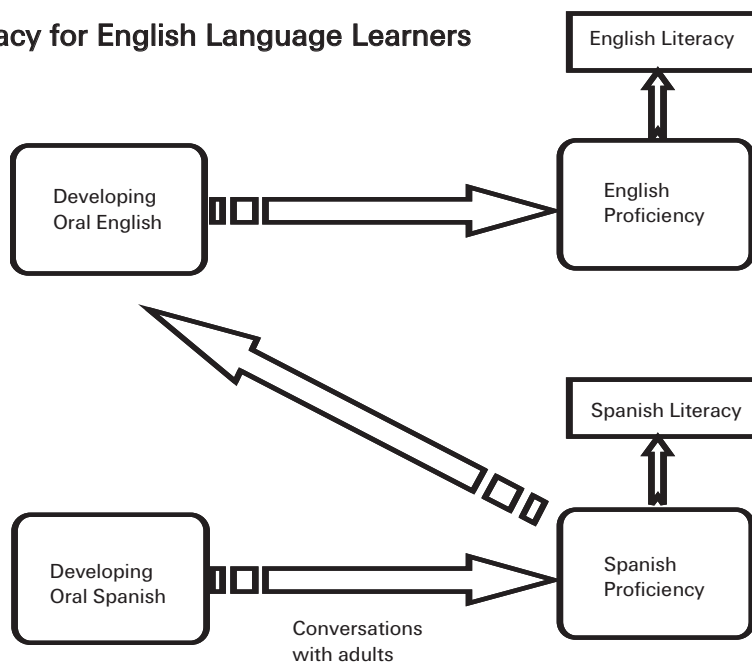 acy for English Language Learners
English Literacy
Developing
Oral English
English
Proficiency
Spanish Literacy
Developing
Oral Spanish
Spanish
Proficiency
Conversations
with adults